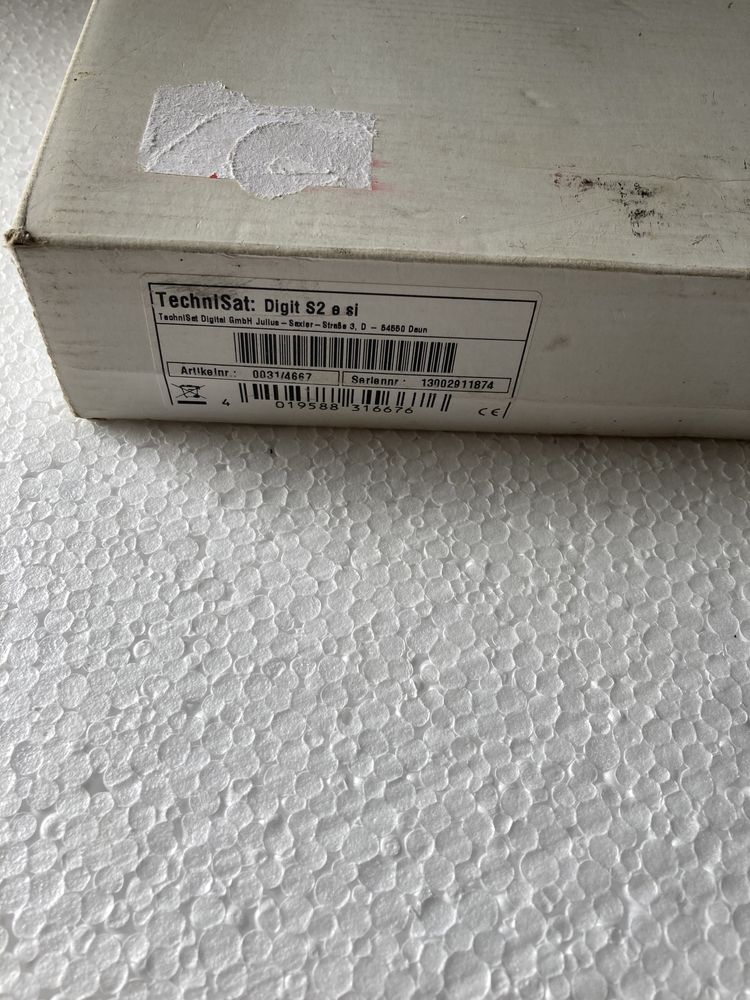 TechniSat: Digit S2 e si
TechniSat Digital GmbH Julius-Saxler-Straße 3, D - 54550 Daun
Artikelnr.: 0031/4667 Seriennr: 13002911874
4 019588 316676 CE